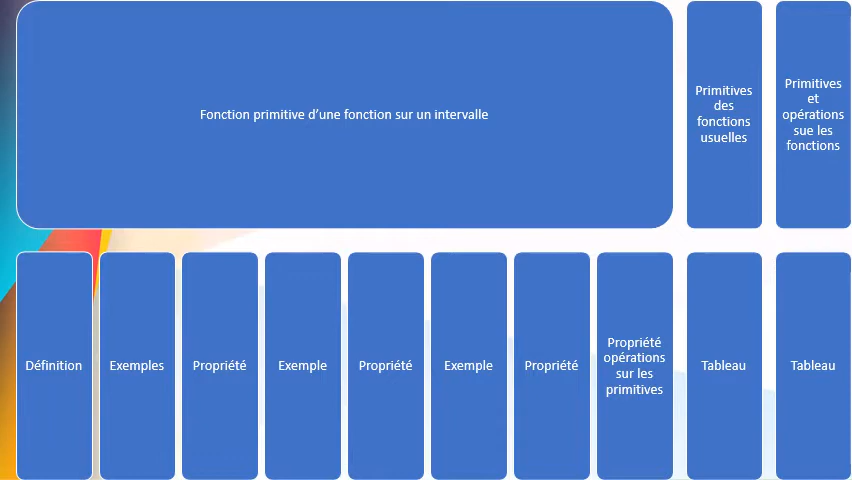 Fonction primitive d’une fonction sur un intervalle
Primitives
des
fonctions
usuelles
Primitives
et
opérations
sue les
fonctions
Définition
Exemples
Propriété
Exemple
Propriété
Exemple
Propriété
Propriété
opérations
sur les
primitives
Tableau
Tableau